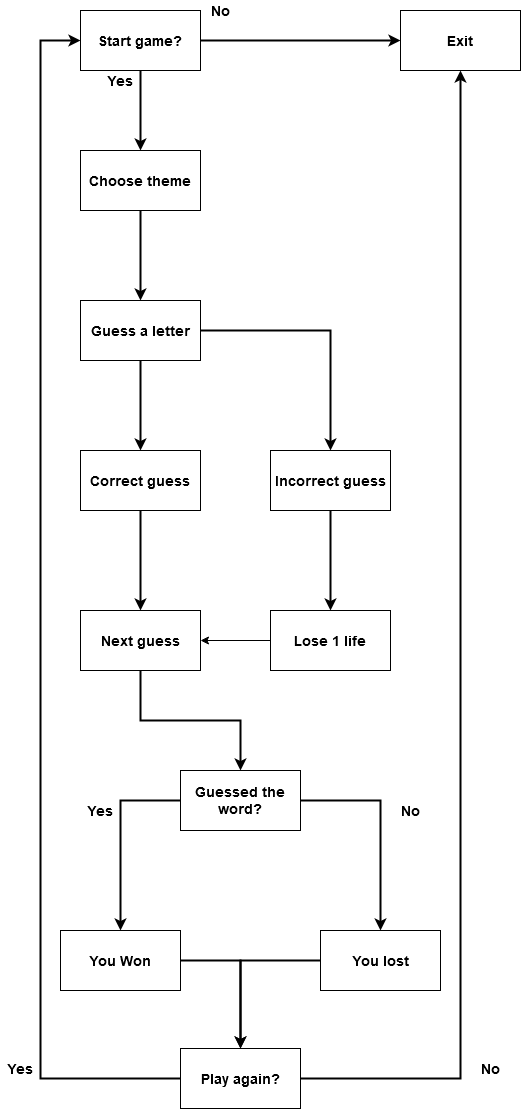 No
Start game?
Exit
Yes
Choose theme
Guess a letter
Correct guess
Incorrect guess
Next guess
Lose 1 life
Guessed the
word?
Yes
No
You Won
You lost
Yes
Play again?
No